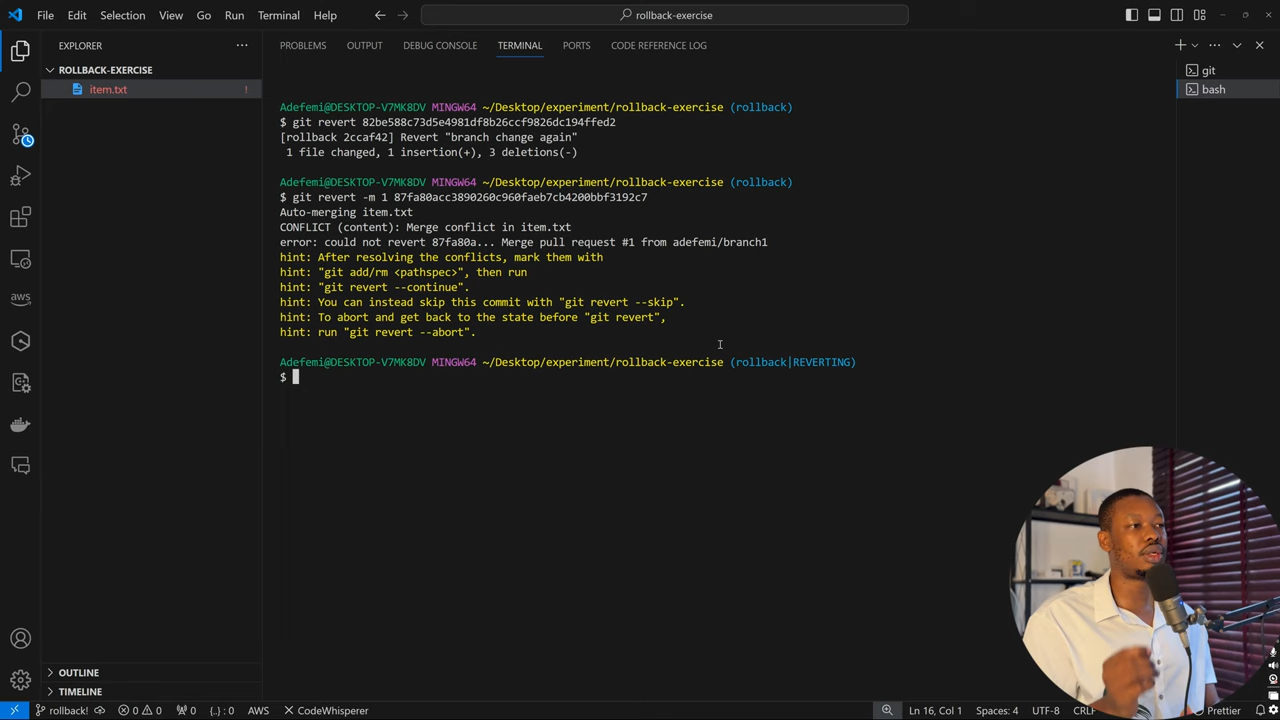 File Edit Selection View Go Run Terminal Help
rollback-exercise
EXPLORER
ROLLBACK-EXERCISE
item.txt !
PROBLEMS OUTPUT DEBUG CONSOLE TERMINAL PORTS CODE REFERENCE LOG
Adefemi@DESKTOP-V7MK8DV MINGW64 ~/Desktop/experiment/rollback-exercise (rollback)
$ git revert 82be588c73d5e4981df8b26ccf9826dc194ffed2
[rollback 2ccaf42] Revert "branch change again"
1 file changed, 1 insertion(+), 3 deletions(-)
Adefemi@DESKTOP-V7MK8DV MINGW64 ~/Desktop/experiment/rollback-exercise (rollback)
$ git revert -m 1 87fa80acc3890260c960faeb7cb4200bbf3192c7
Auto-merging item.txt
CONFLICT (content): Merge conflict in item.txt
error: could not revert 87fa80a... Merge pull request #1 from adefemi/branch1
hint: After resolving the conflicts, mark them with
hint: "git add/rm <pathspec>", then run
hint: "git revert --continue".
hint: You can instead skip this commit with "git revert --skip".
hint: To abort and get back to the state before "git revert",
hint: run "git revert --abort".
Adefemi@DESKTOP-V7MK8DV MINGW64 ~/Desktop/experiment/rollback-exercise (rollback|REVERTING)
$
git
bash
aws
OUTLINE
TIMELINE
rollback! 0 0 0 {..} : 0 AWS CodeWhisperer Ln 16, Col 1 Spaces: 4 UTF-8 CRLF Prettier